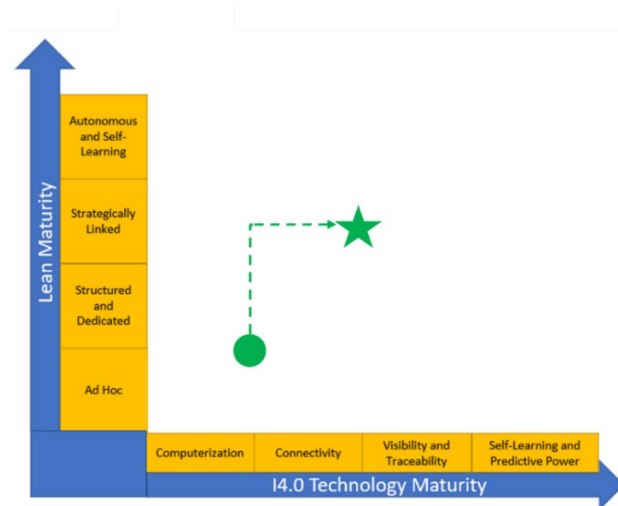 Lean Maturity
Autonomous
and Self-
Learning
Strategically
Linked
Structured
and
Dedicated
Ad Hoc
Computerization
Connectivity
Visibility and
Traceability
Self-Learning and
Predictive Power
I4.0 Technology Maturity